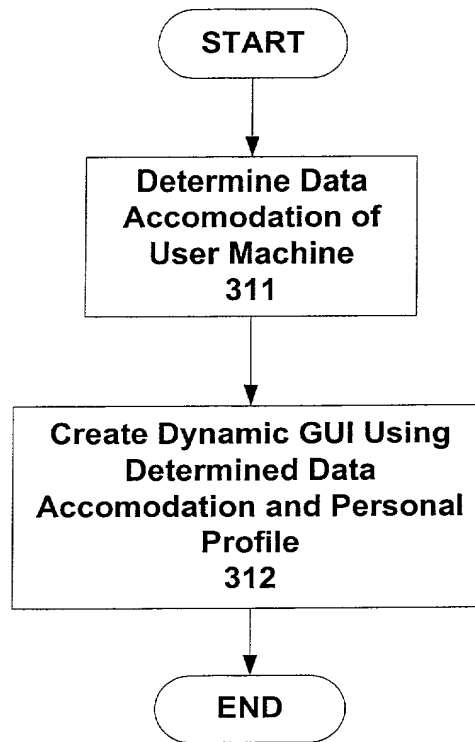 START
Determine Data
Accomodation of
User Machine
311
Create Dynamic GUI Using
Determined Data
Accomodation and Personal
Profile
312
END